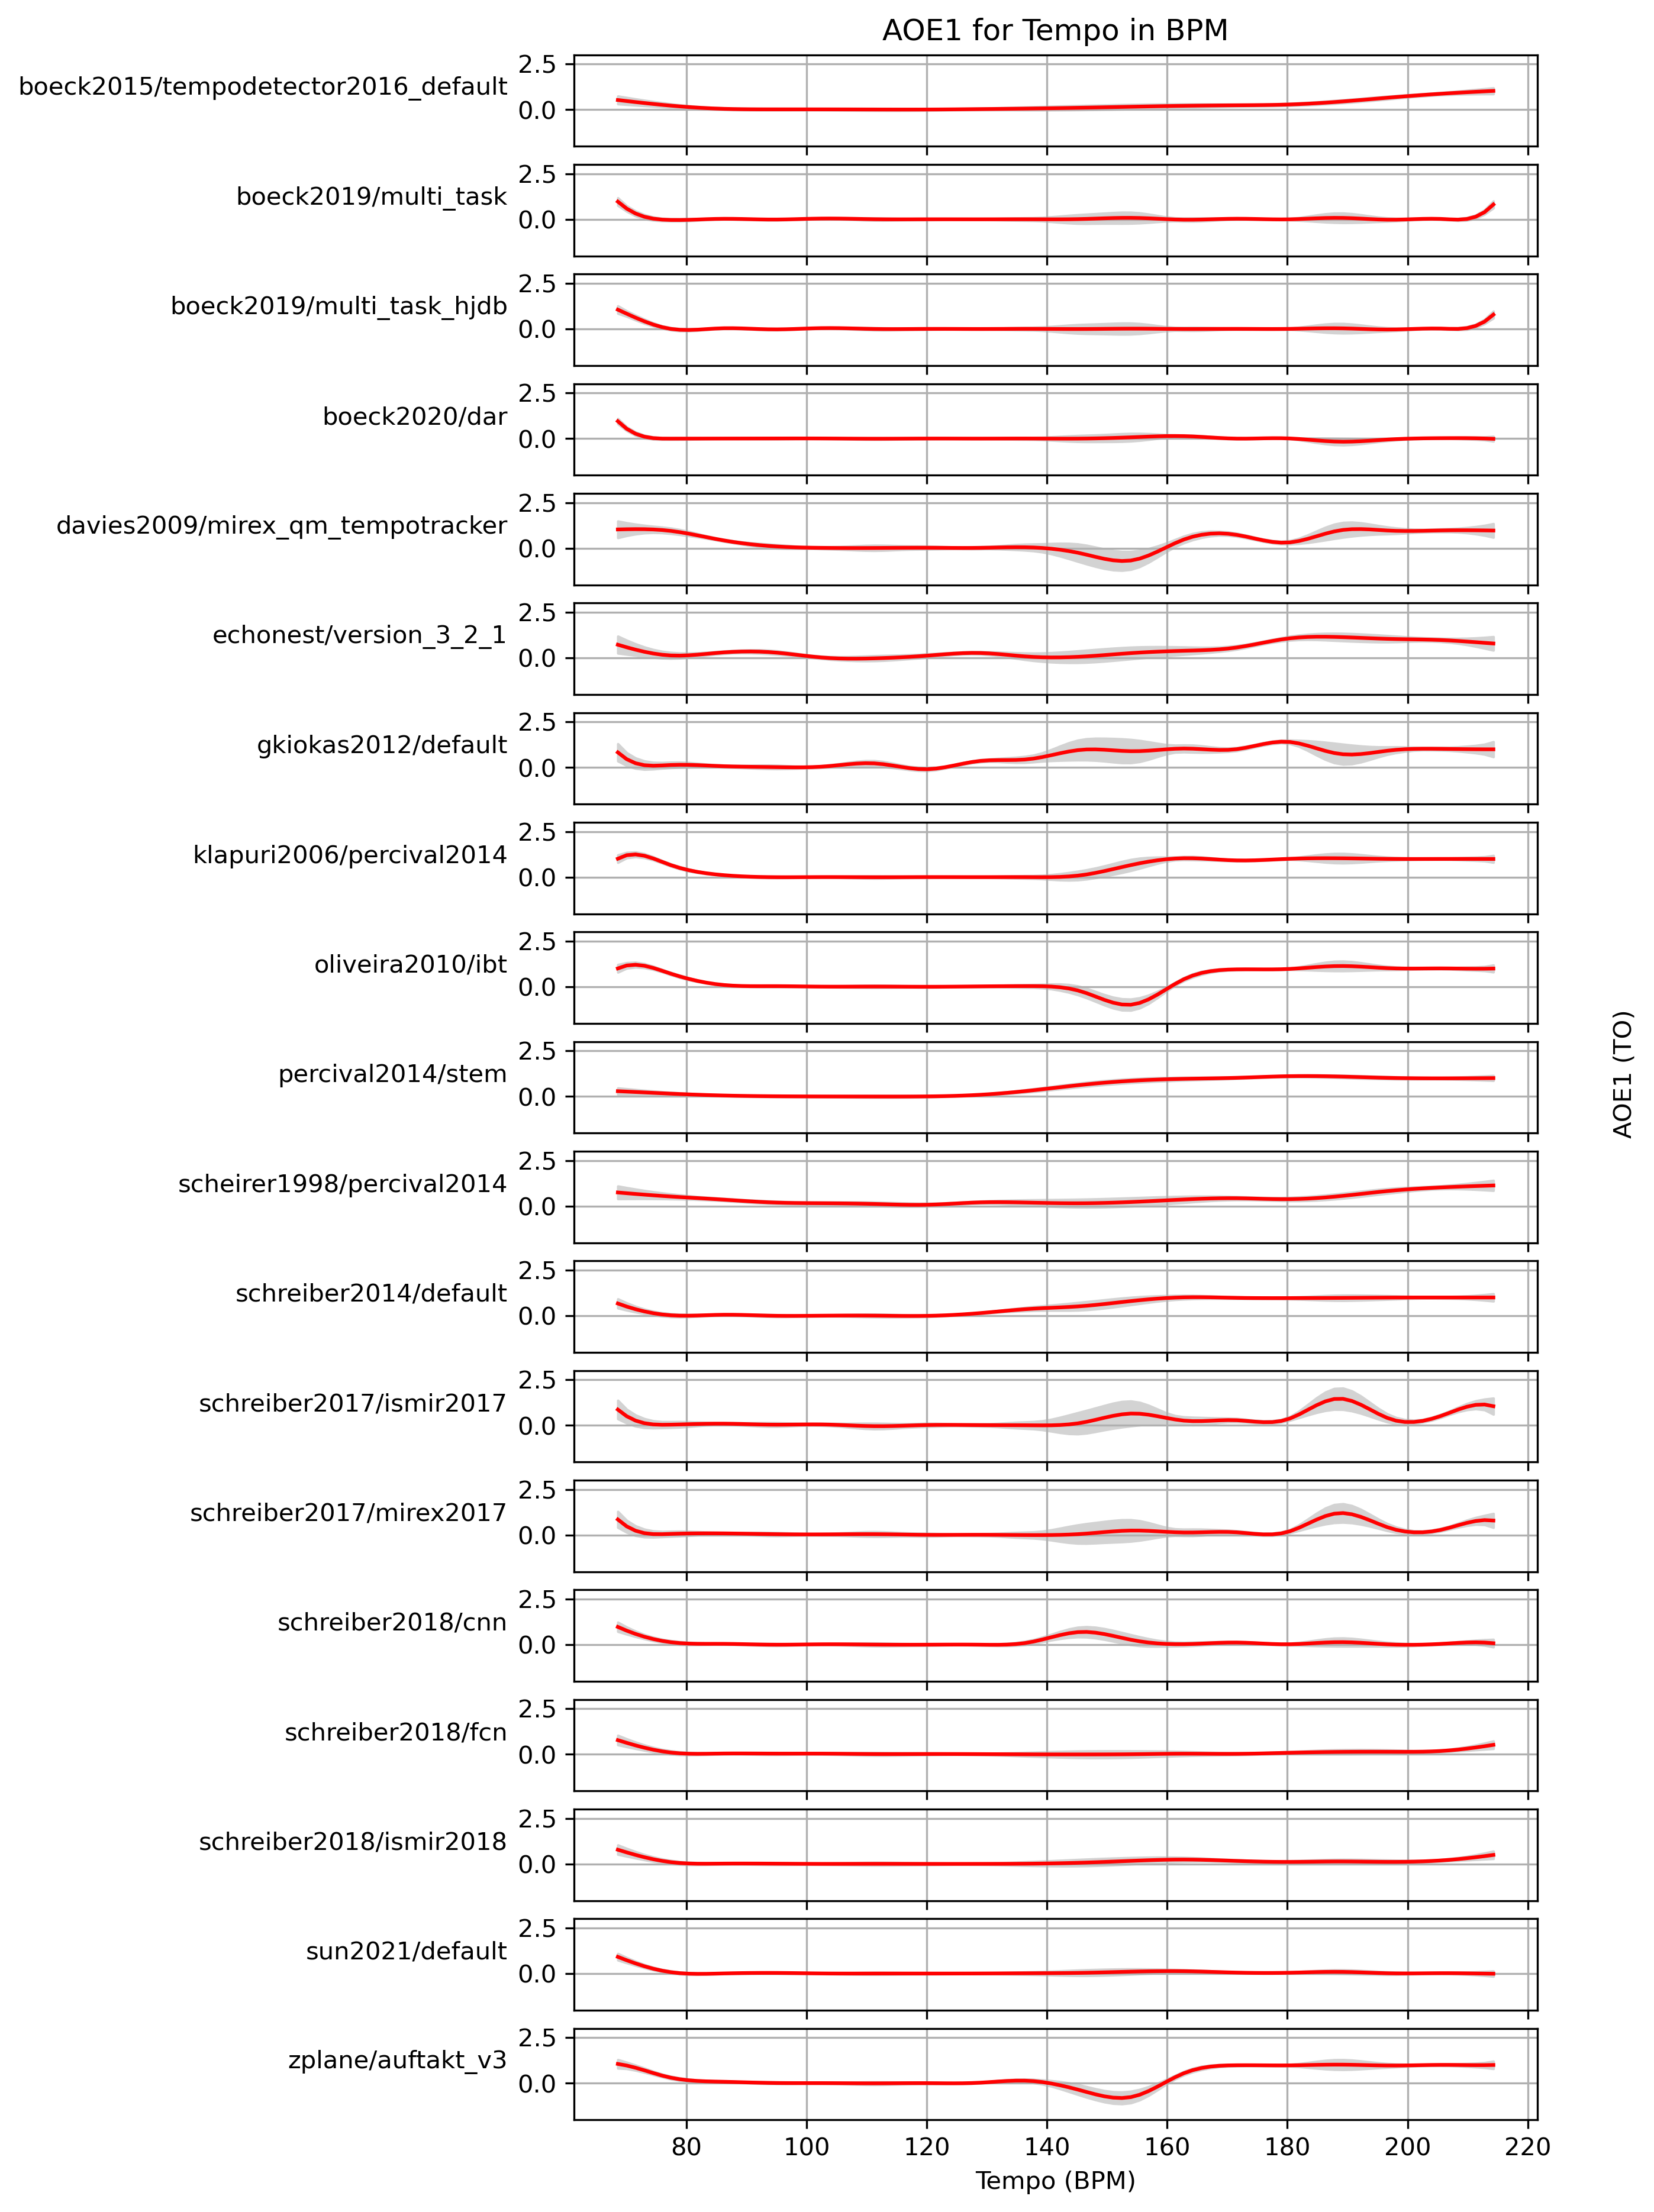 AOE1 for Tempo in BPM
boeck2015/tempodetector2016_default
2.5
0.0
boeck2019/multi_task
2.5
0.0
boeck2019/multi_task_hjdb
2.5
0.0
boeck2020/dar
2.5
0.0
davies2009/mirex_qm_tempotracker
2.5
0.0
echonest/version_3_2_1
2.5
0.0
gkiokas2012/default
2.5
0.0
klapuri2006/percival2014
2.5
0.0
oliveira2010/ibt
2.5
0.0
percival2014/stem
2.5
0.0
scheirer1998/percival2014
2.5
0.0
schreiber2014/default
2.5
0.0
schreiber2017/ismir2017
2.5
0.0
schreiber2017/mirex2017
2.5
0.0
schreiber2018/cnn
2.5
0.0
schreiber2018/fcn
2.5
0.0
schreiber2018/ismir2018
2.5
0.0
sun2021/default
2.5
0.0
zplane/auftakt_v3
2.5
0.0
80 100 120 140 160 180 200 220
Tempo (BPM)
AOE1 (TO)